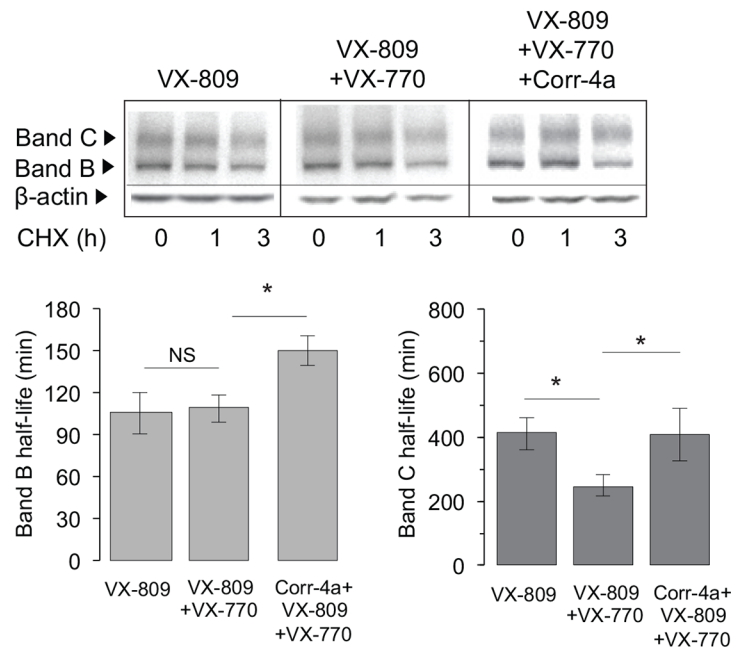 VX-809
VX-809
+VX-770
VX-809
+VX-770
+Corr-4a
Band C
Band B
β-actin
CHX (h) 0 1 3 0 1 3 0 1 3
Band B half-life (min)
180
150
120
90
60
30
0
NS
*
VX-809
VX-809
+VX-770
Corr-4a+
VX-809
+VX-770
Band C half-life (min)
800
600
400
200
0
*
*
VX-809
VX-809
+VX-770
Corr-4a+
VX-809
+VX-770